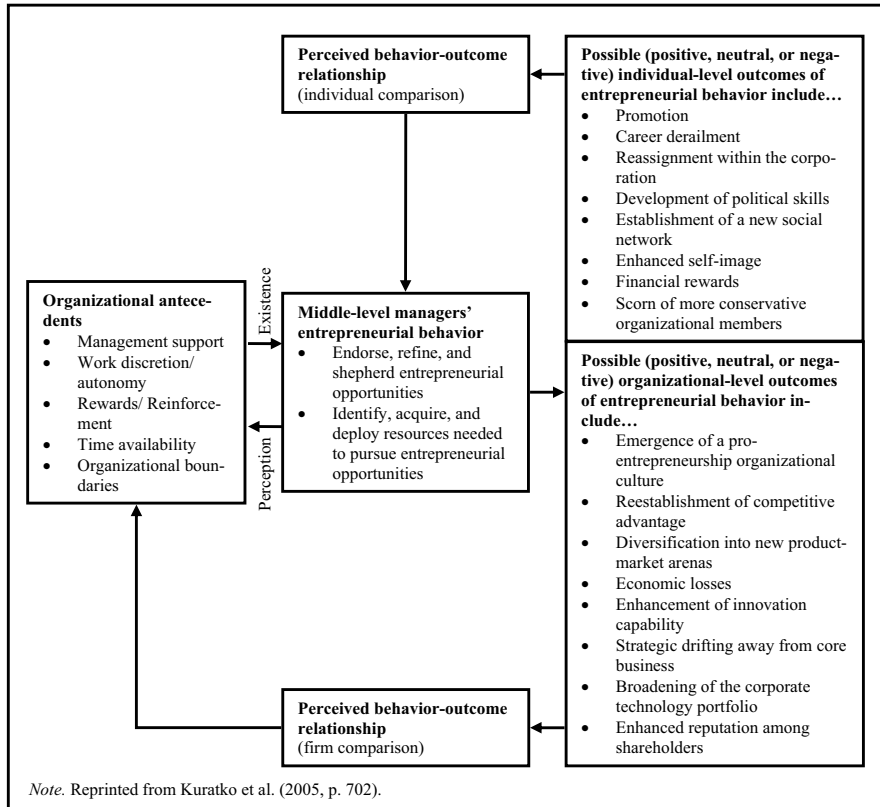 Perceived behavior-outcome
relationship
(individual comparison)
Possible (positive, neutral, or nega-
tive) individual-level outcomes of
entrepreneurial behavior include…
• Promotion
• Career derailment
• Reassignment within the corpo-
ration
• Development of political skills
• Establishment of a new social
network
• Enhanced self-image
• Financial rewards
• Scorn of more conservative
organizational members
Organizational antece-
dents
• Management support
• Work discretion/
autonomy
• Rewards/ Reinforce-
ment
• Time availability
• Organizational boun-
daries
Existence
Perception
Middle-level managers’
entrepreneurial behavior
• Endorse, refine, and
shepherd entrepreneurial
opportunities
• Identify, acquire, and
deploy resources needed
to pursue entrepreneurial
opportunities
Possible (positive, neutral, or nega-
tive) organizational-level outcomes
of entrepreneurial behavior in-
clude…
• Emergence of a pro-
entrepreneurship organizational
culture
• Reestablishment of competitive
advantage
• Diversification into new product-
market arenas
• Economic losses
• Enhancement of innovation
capability
• Strategic drifting away from core
business
• Broadening of the corporate
technology portfolio
• Enhanced reputation among
shareholders
Perceived behavior-outcome
relationship
(firm comparison)
Note. Reprinted from Kuratko et al. (2005, p. 702).